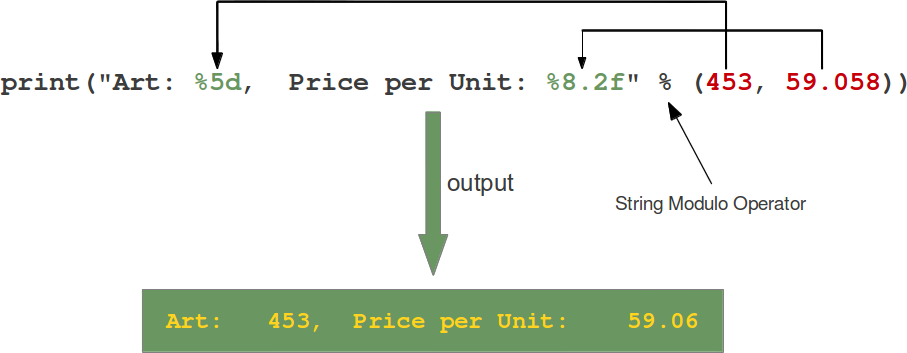 print("Art: %5d,  Price per Unit: %8.2f" % (453, 59.058))
output
String Modulo Operator
Art:   453,  Price per Unit:    59.06